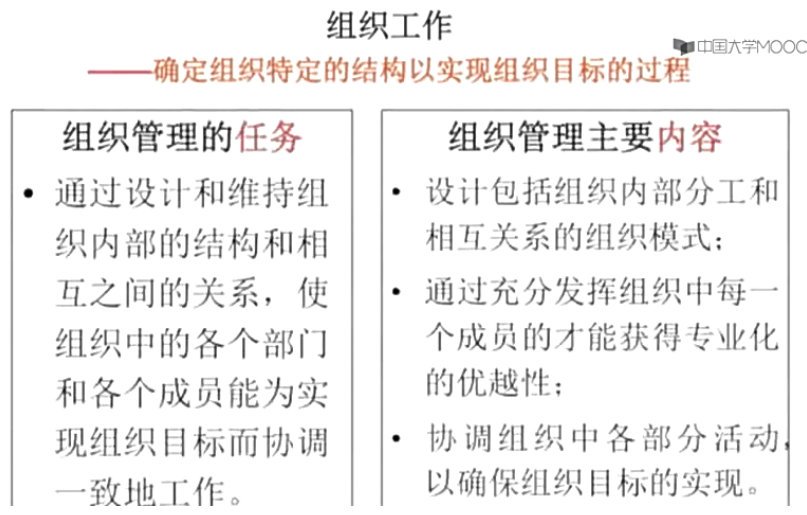 组织工作
中国大学MOOC
——确定组织特定的结构以实现组织目标的过程
组织管理的任务
• 通过设计和维持组
织内部的结构和相
互之间的关系，使
组织中的各个部门
和各个成员能为实
现组织目标而协调
一致地工作。
组织管理主要内容
• 设计包括组织内部分工和
相互关系的组织模式；
• 通过充分发挥组织中每一
个成员的才能获得专业化
的优越性；
• 协调组织中各部分活动，
以确保组织目标的实现。